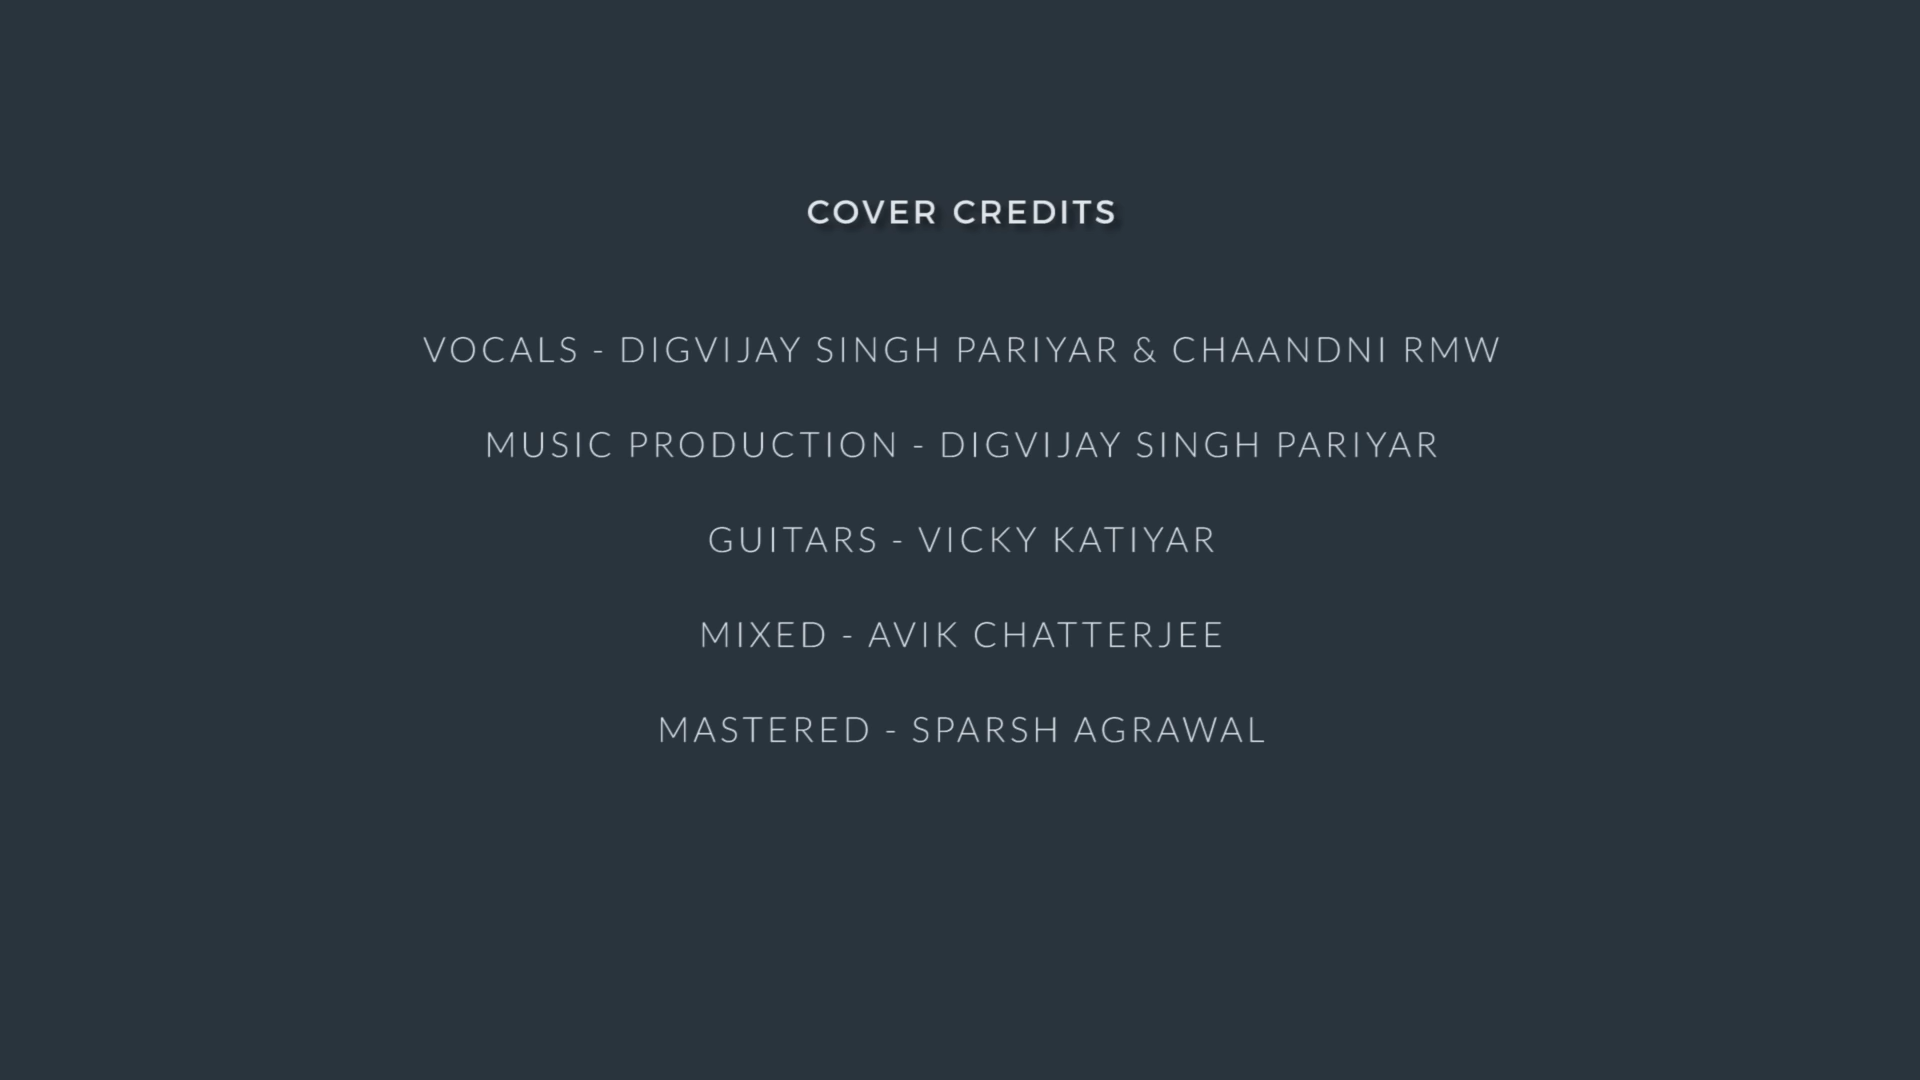 COVER CREDITS
VOCALS - DIGVIJAY SINGH PARIYAR & CHAANDNI RMW
MUSIC PRODUCTION - DIGVIJAY SINGH PARIYAR
GUITARS - VICKY KATIYAR
MIXED - AVIK CHATTERJEE
MASTERED - SPARSH AGRAWAL